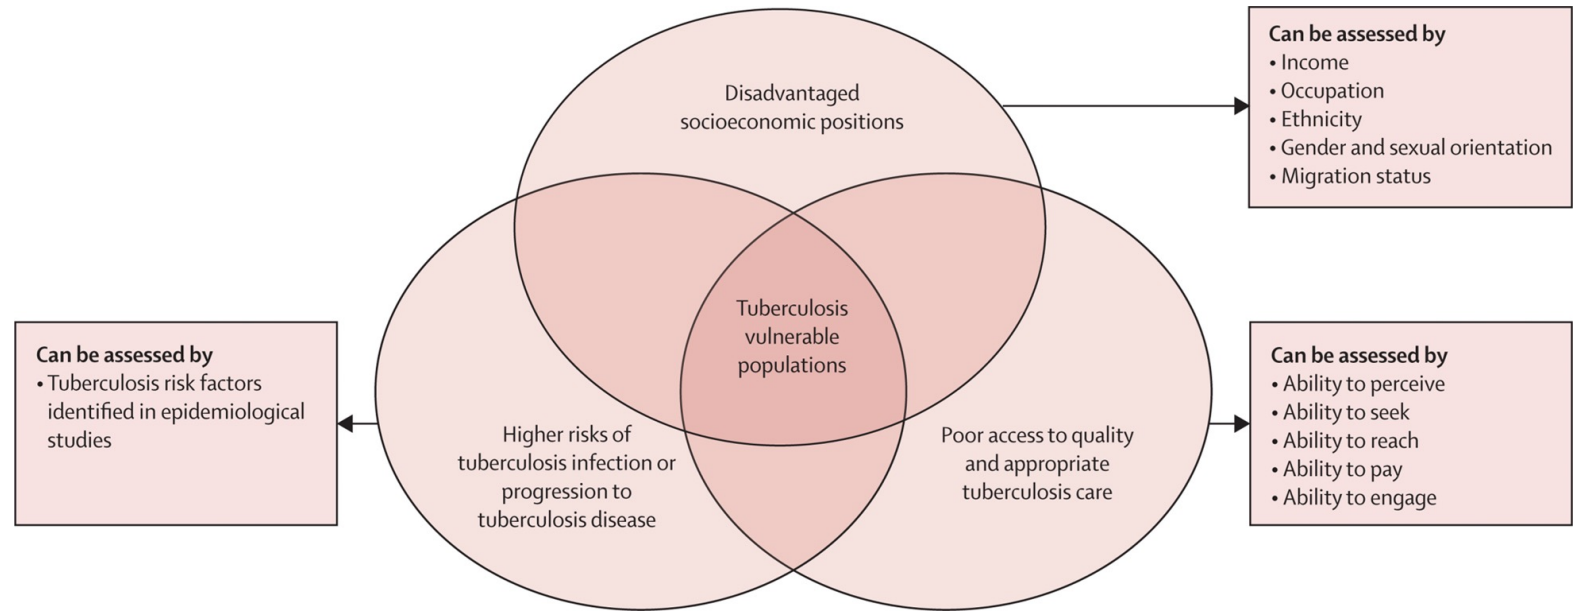 Disadvantaged
socioeconomic positions
Can be assessed by
• Income
• Occupation
• Ethnicity
• Gender and sexual orientation
• Migration status
Tuberculosis
vulnerable
populations
Can be assessed by
• Tuberculosis risk factors
identified in epidemiological
studies
Higher risks of
tuberculosis infection or
progression to
tuberculosis disease
Poor access to quality
and appropriate
tuberculosis care
Can be assessed by
• Ability to perceive
• Ability to seek
• Ability to reach
• Ability to pay
• Ability to engage